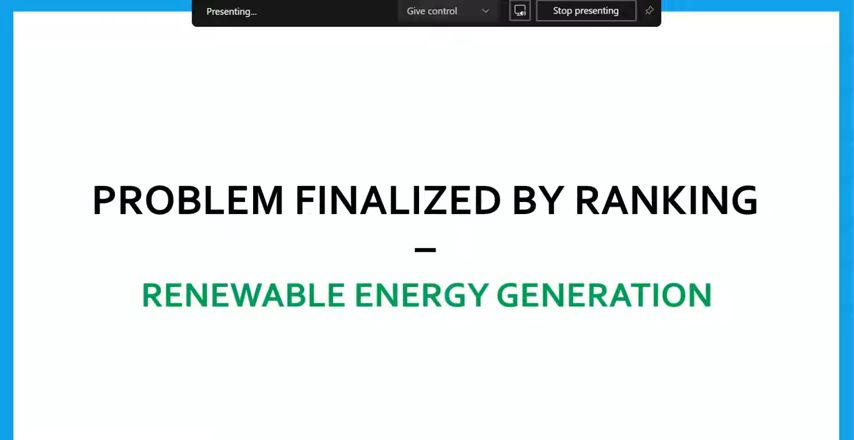 Presenting... Give control Stop presenting
PROBLEM FINALIZED BY RANKING
–
RENEWABLE ENERGY GENERATION